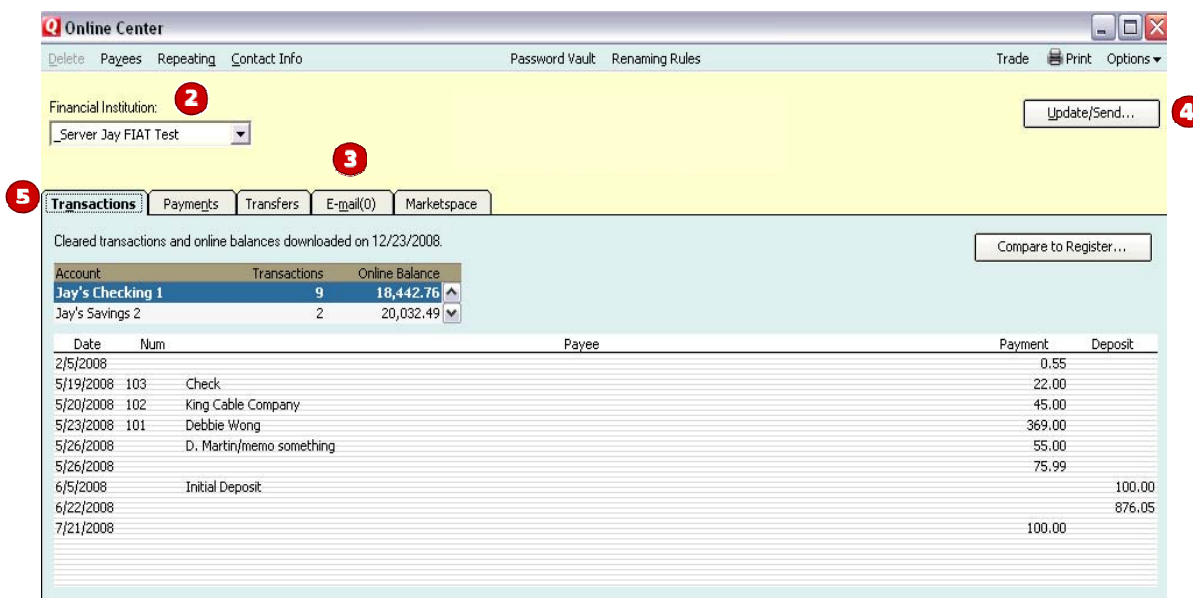 Q Online Center
Delete Payees Repeating Contact Info Password Vault Renaming Rules Trade Print Options
2
Financial Institution:
Update/Send... 4
_Server Jay FIAT Test
3
5 Transactions Payments Transfers E-mail(0) Marketspace
Cleared transactions and online balances downloaded on 12/23/2008.
Compare to Register...
Account Transactions Online Balance
Jay's Checking 1 9 18,442.76
Jay's Savings 2 2 20,032.49
Date Num Payee Payment Deposit
2/5/2008 0.55
5/19/2008 103 Check 22.00
5/20/2008 102 King Cable Company 45.00
5/23/2008 101 Debbie Wong 369.00
5/26/2008 D. Martin/memo something 55.00
5/26/2008 75.99
6/5/2008 Initial Deposit 100.00
6/22/2008 876.05
7/21/2008 100.00